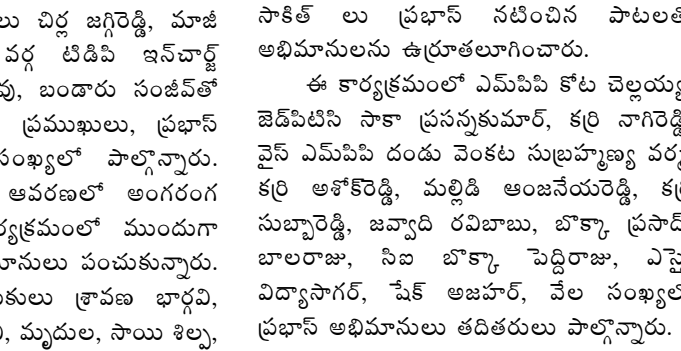 లు చిర్ల జగ్గిరెడ్డి, మాజీ
వర్గ టిడిపి ఇన్‌చార్జ్
వు, బండారు సంజీవ్‌తో
ప్రముఖులు, ప్రభాస్
సంఖ్యలో పాల్గొన్నారు.
ఆవరణలో అంగరంగ
ర్యక్రమంలో ముందుగా
మానులు పంచుకున్నారు.
కులు శ్రావణ భార్గవి,
మృదుల, సాయి శిల్ప,
సాకిత్ లు ప్రభాస్ నటించిన పాటలత
అభిమానులను ఉర్రూతలూగించారు.
ఈ కార్యక్రమంలో ఎమ్‌పిపి కోట చెల్లయ్య
జెడ్‌పిటిసి సాకా ప్రసన్నకుమార్, కర్రి నాగిరెడ్డి
వైస్ ఎమ్‌పిపి దండు వెంకట సుబ్రహ్మణ్య వర్మ
కర్రి అశోక్‌రెడ్డి, మల్లిడి ఆంజనేయరెడ్డి, కర్రి
సుబ్బారెడ్డి, జవ్వాది రవిబాబు, బొక్కా ప్రసాద్
బాలరాజు, సిఐ బొక్కా పెద్దిరాజు, ఎస్సై
విద్యాసాగర్, షేక్ అజహర్, వేల సంఖ్యల
ప్రభాస్ అభిమానులు తదితరులు పాల్గొన్నారు.